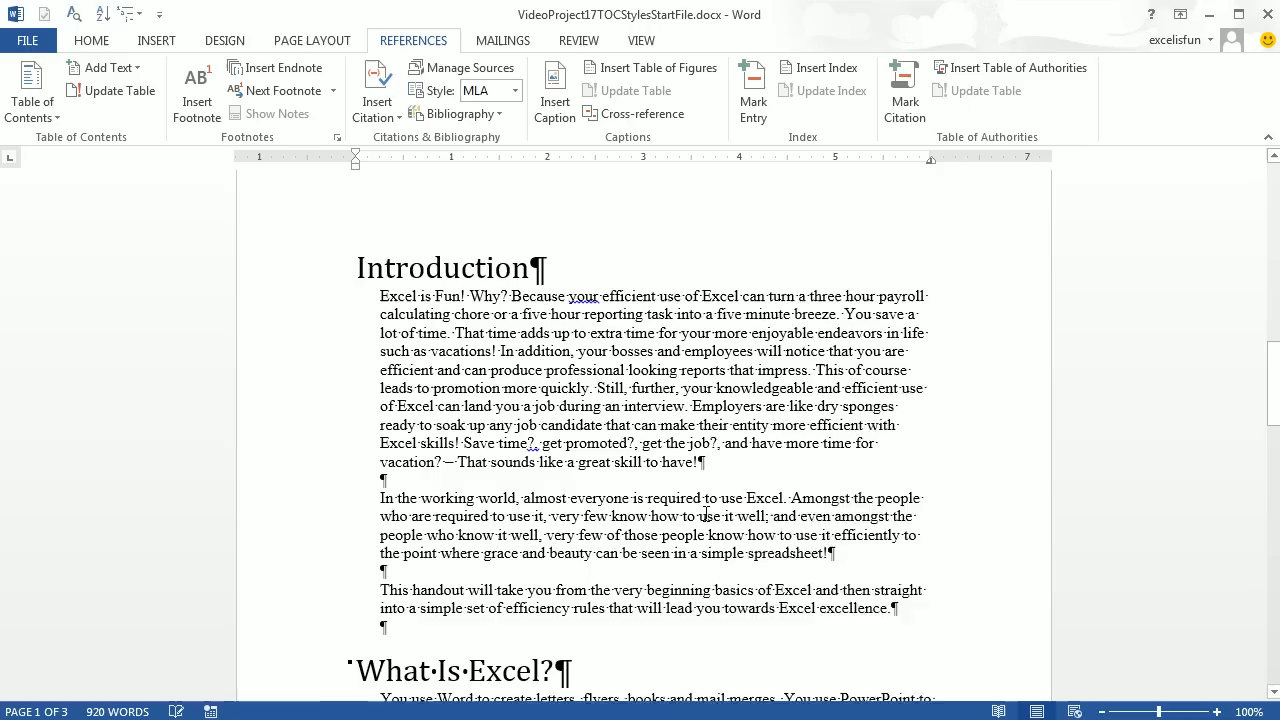 VideoProject17TOCStylesStartFile.docx - Word
FILE HOME INSERT DESIGN PAGE LAYOUT REFERENCES MAILINGS REVIEW VIEW excelisfun
Table of Contents
Add Text
Update Table
Table of Contents
AB1 Insert Footnote
Insert Endnote
AB1 Next Footnote
Show Notes
Footnotes
Insert Citation
Manage Sources
Style: MLA
Bibliography
Citations & Bibliography
Insert Caption
Insert Table of Figures
Update Table
Cross-reference
Captions
Mark Entry
Insert Index
Update Index
Index
Mark Citation
Insert Table of Authorities
Update Table
Table of Authorities
1 1 2 3 4 5 7
Introduction¶
Excel is Fun! Why? Because your efficient use of Excel can turn a three hour payroll
calculating chore or a five hour reporting task into a five minute breeze. You save a
lot of time. That time adds up to extra time for your more enjoyable endeavors in life
such as vacations! In addition, your bosses and employees will notice that you are
efficient and can produce professional looking reports that impress. This of course
leads to promotion more quickly. Still, further, your knowledgeable and efficient use
of Excel can land you a job during an interview. Employers are like dry sponges
ready to soak up any job candidate that can make their entity more efficient with
Excel skills! Save time?, get promoted?, get the job?, and have more time for
vacation? – That sounds like a great skill to have!¶
¶
In the working world, almost everyone is required to use Excel. Amongst the people
who are required to use it, very few know how to use it well; and even amongst the
people who know it well, very few of those people know how to use it efficiently to
the point where grace and beauty can be seen in a simple spreadsheet!¶
¶
This handout will take you from the very beginning basics of Excel and then straight
into a simple set of efficiency rules that will lead you towards Excel excellence.¶
¶
What·Is·Excel?¶
You use Word to create letters, flyers, books and mail merges. You use PowerPoint to
PAGE 1 OF 3 920 WORDS 100%